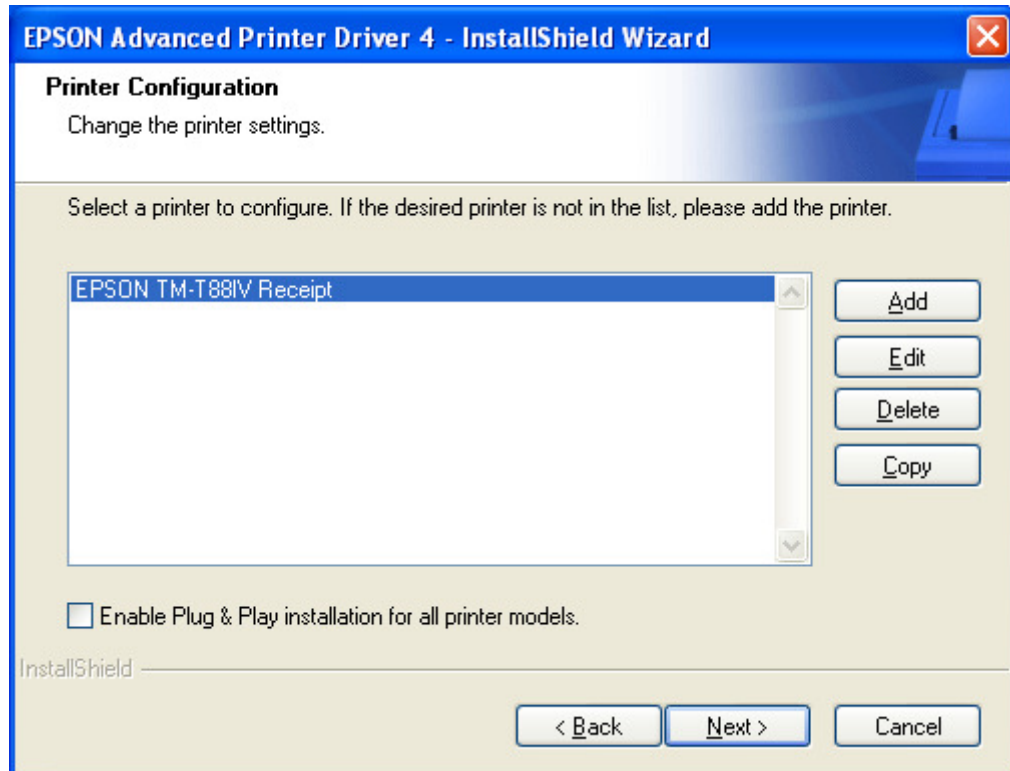 EPSON Advanced Printer Driver 4 - InstallShield Wizard
Printer Configuration
Change the printer settings.
Select a printer to configure. If the desired printer is not in the list, please add the printer.
EPSON TM-T88IV Receipt
Add
Edit
Delete
Copy
Enable Plug & Play installation for all printer models.
InstallShield
< Back
Next >
Cancel